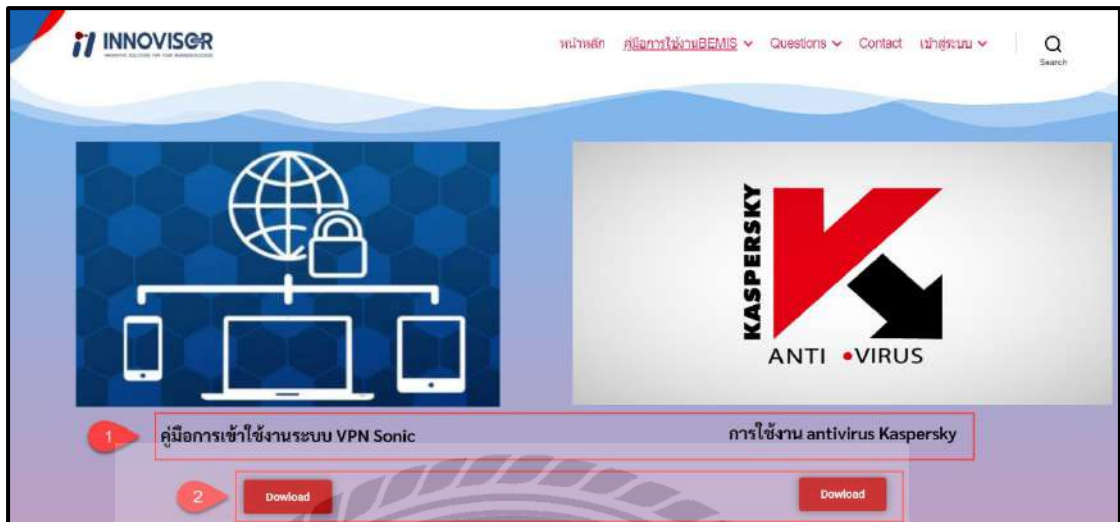 INNOVISOR
หน้าหลัก คู่มือการใช้งานBEMIS Questions Contact เข้าสู่ระบบ
Search
KASPERSKY
ANTI VIRUS
1 คู่มือการเข้าใช้งานระบบ VPN Sonic การใช้งาน antivirus Kaspersky
2 Dowload Dowload